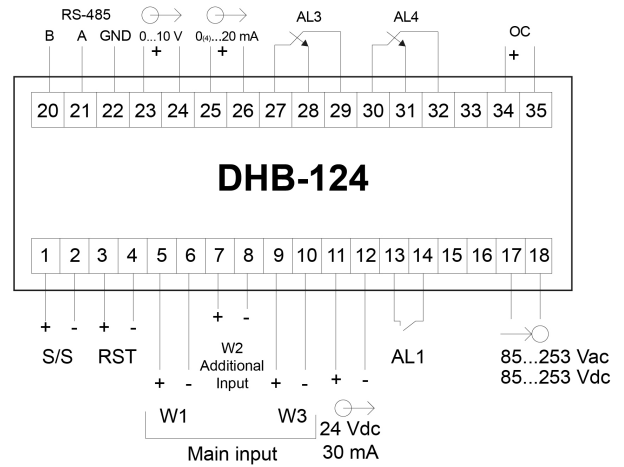 RS-485
AL3
AL4
OC
B A GND 0...10 V 0(4)...20 mA
+ + +
20 21 22 23 24 25 26 27 28 29 30 31 32 33 34 35
DHB-124
1 2 3 4 5 6 7 8 9 10 11 12 13 14 15 16 17 18
+ - + - + -
S/S RST W2 AL1 85...253 Vac
Additional 85...253 Vdc
Input
+ - + - + -
W1 W3 24 Vdc
Main input 30 mA